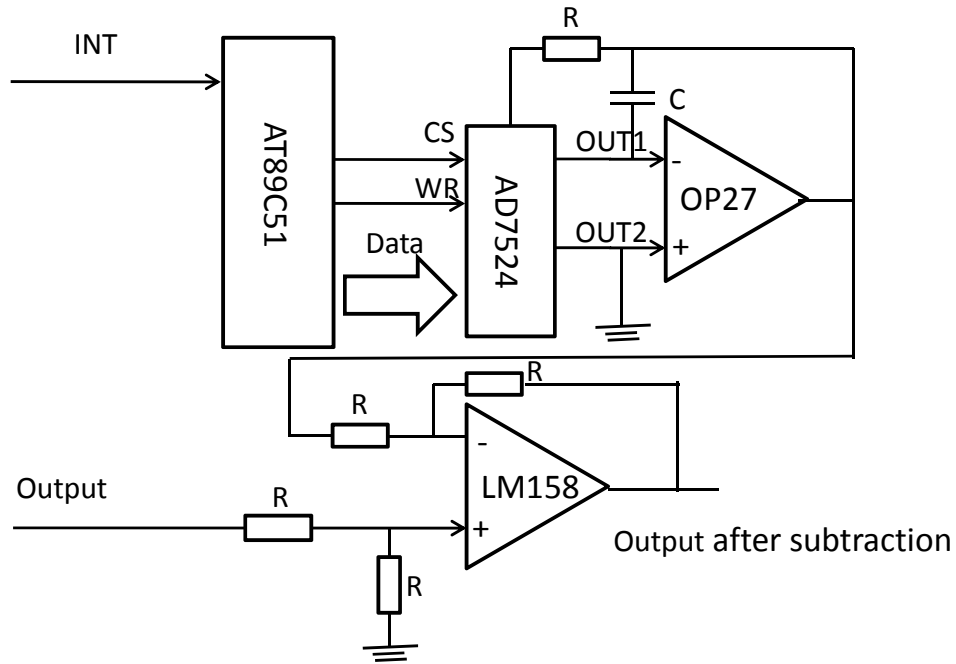 R
INT
C
AT89C51
CS
OUT1
-
WR
AD7524
OP27
OUT2
+
Data
R
R
-
LM158
Output
R
+
Output after subtraction
R